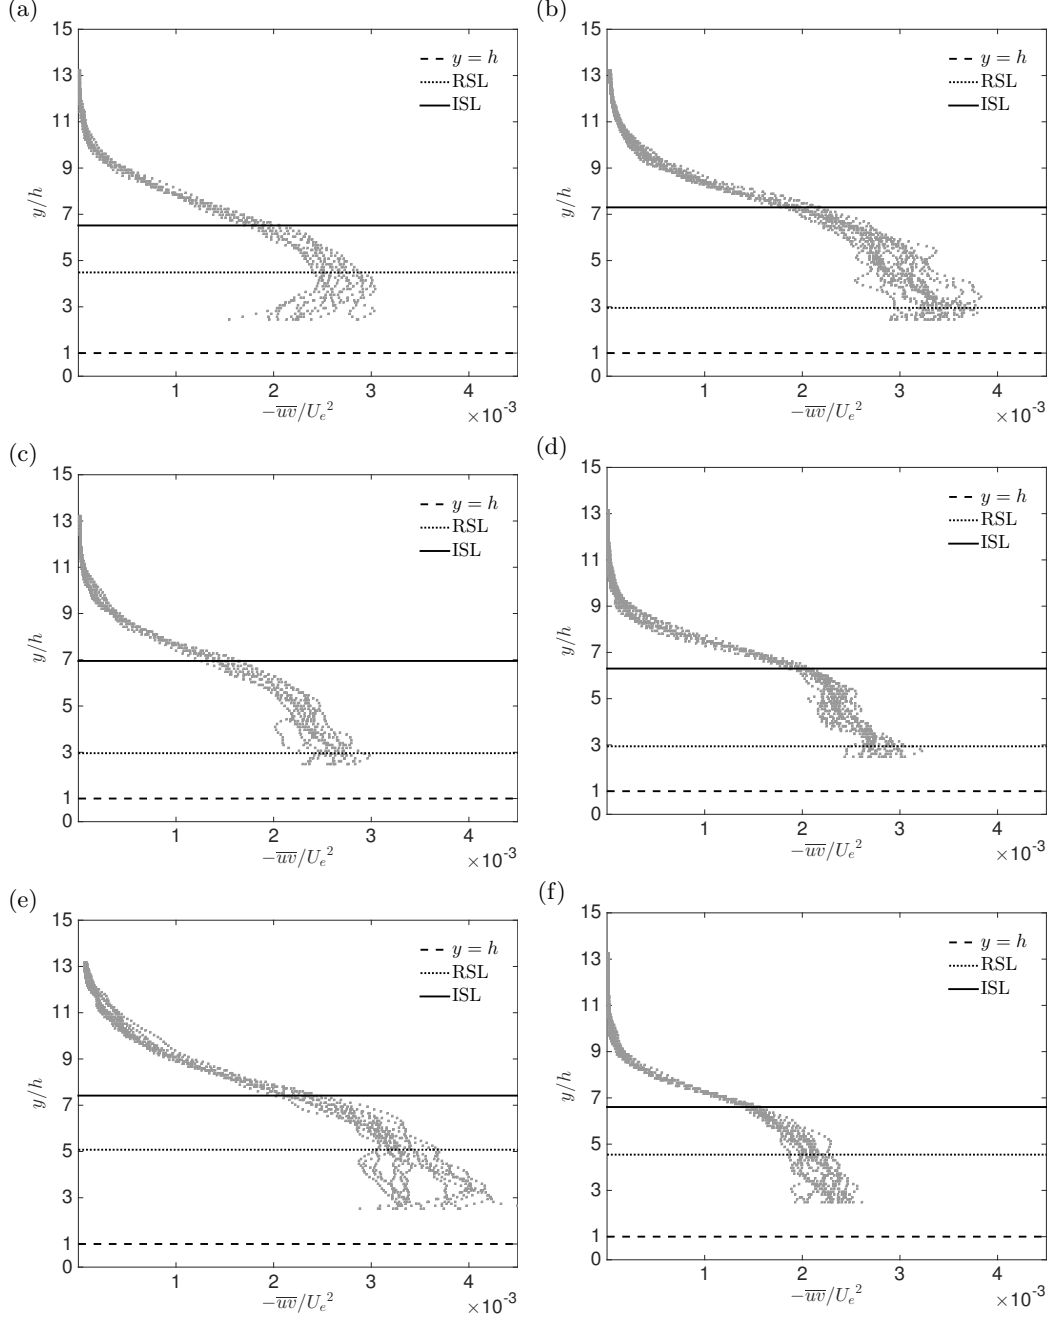 (a)
15
13
11
9
7
5
3
1
0
y/h
y = h
RSL
ISL
1 2 3 4
×10-3
−uv/Ue2
(b)
15
13
11
9
7
5
3
1
0
y/h
y = h
RSL
ISL
1 2 3 4
×10-3
−uv/Ue2
(c)
15
13
11
9
7
5
3
1
0
y/h
y = h
RSL
ISL
1 2 3 4
×10-3
−uv/Ue2
(d)
15
13
11
9
7
5
3
1
0
y/h
y = h
RSL
ISL
1 2 3 4
×10-3
−uv/Ue2
(e)
15
13
11
9
7
5
3
1
0
y/h
y = h
RSL
ISL
1 2 3 4
×10-3
−uv/Ue2
(f)
15
13
11
9
7
5
3
1
0
y/h
y = h
RSL
ISL
1 2 3 4
×10-3
−uv/Ue2